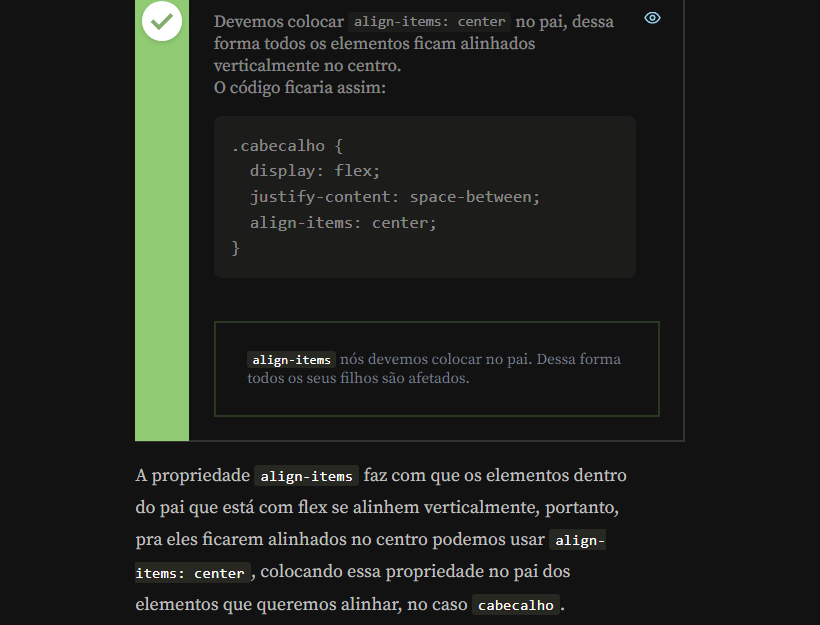 Devemos colocar align-items: center no pai, dessa
forma todos os elementos ficam alinhados
verticalmente no centro.
O código ficaria assim:
.cabecalho {
  display: flex;
  justify-content: space-between;
  align-items: center;
}
align-items nós devemos colocar no pai. Dessa forma
todos os seus filhos são afetados.
A propriedade align-items faz com que os elementos dentro
do pai que está com flex se alinhem verticalmente, portanto,
pra eles ficarem alinhados no centro podemos usar align-
items: center, colocando essa propriedade no pai dos
elementos que queremos alinhar, no caso cabecalho.